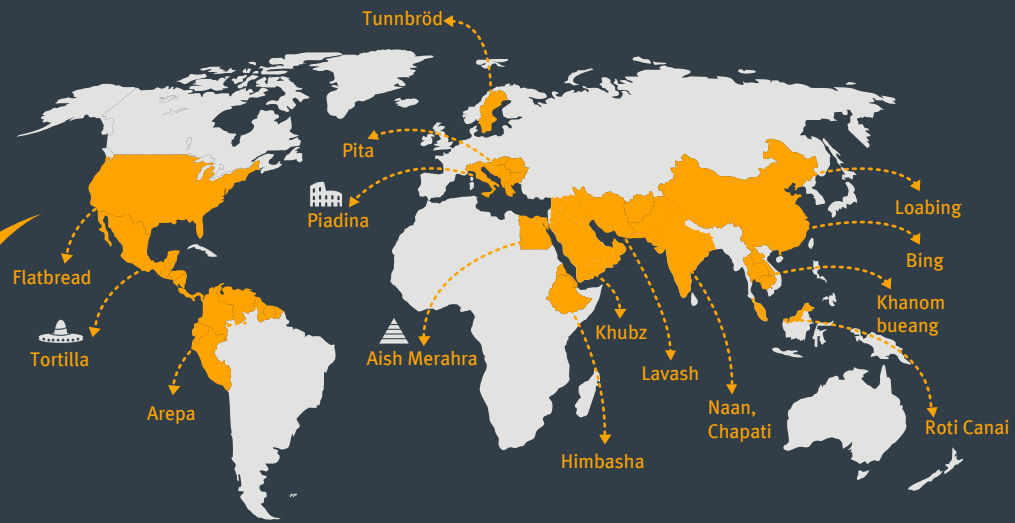 Tunnbröd
Pita
Piadina
Loabing
Flatbread
Bing
Khanom
bueang
Khubz
Tortilla
Aish Merahra
Lavash
Arepa
Naan,
Chapati
Roti Canai
Himbasha